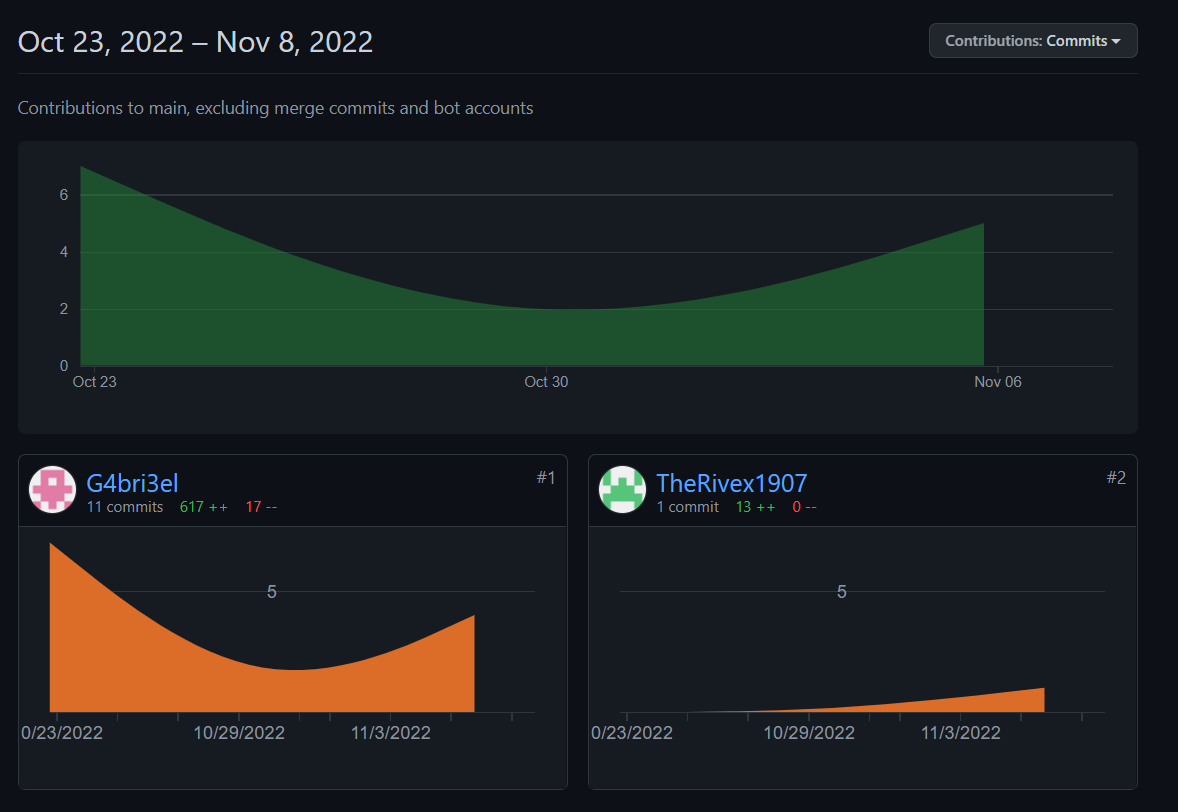 Oct 23, 2022 – Nov 8, 2022
Contributions: Commits
Contributions to main, excluding merge commits and bot accounts
6
4
2
0
Oct 23 Oct 30 Nov 06
G4bri3el #1
11 commits 617 ++ 17 --
5
0/23/2022 10/29/2022 11/3/2022
TheRivex1907 #2
1 commit 13 ++ 0 --
5
0/23/2022 10/29/2022 11/3/2022